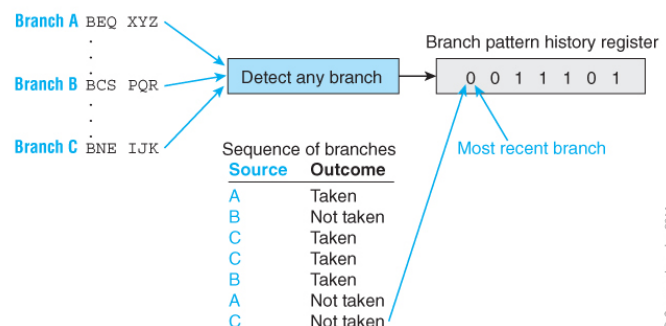 Branch A BEQ XYZ
.
.
Branch B BCS PQR
.
.
Branch C BNE IJK
Detect any branch
Branch pattern history register
0 0 1 1 1 0 1
Most recent branch
Sequence of branches
Source Outcome
A Taken
B Not taken
C Taken
C Taken
B Taken
A Not taken
C Not taken